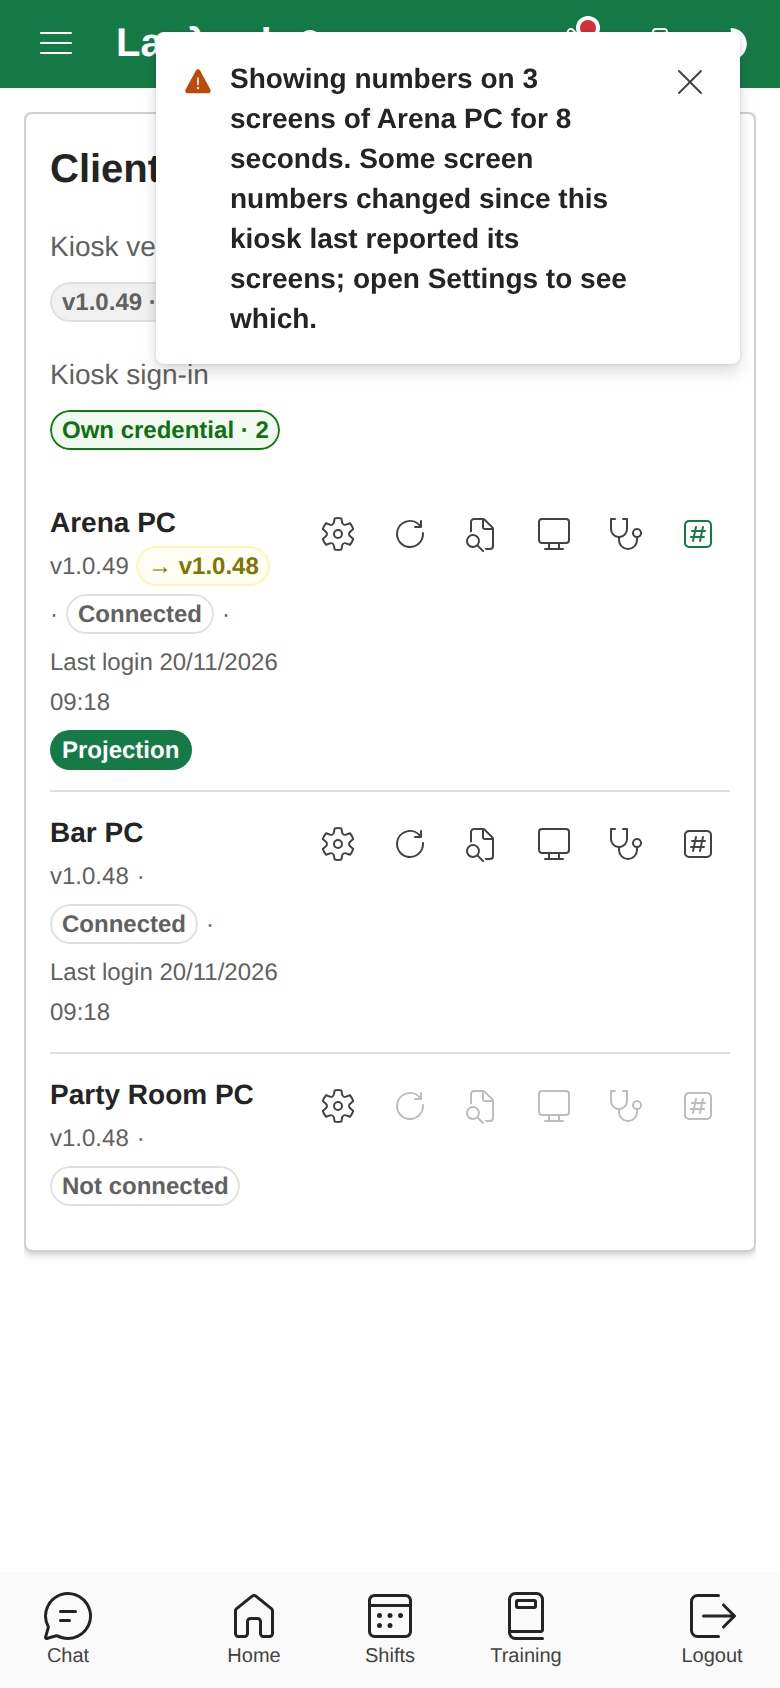 Showing numbers on 3
screens of Arena PC for 8
seconds. Some screen
numbers changed since this
kiosk last reported its
screens; open Settings to see
which.
Client
Kiosk ve
v1.0.49 ·
Kiosk sign-in
Own credential · 2
Arena PC
v1.0.49 → v1.0.48
· Connected ·
Last login 20/11/2026
09:18
Projection
Bar PC
v1.0.48 ·
Connected ·
Last login 20/11/2026
09:18
Party Room PC
v1.0.48 ·
Not connected
Chat Home Shifts Training Logout